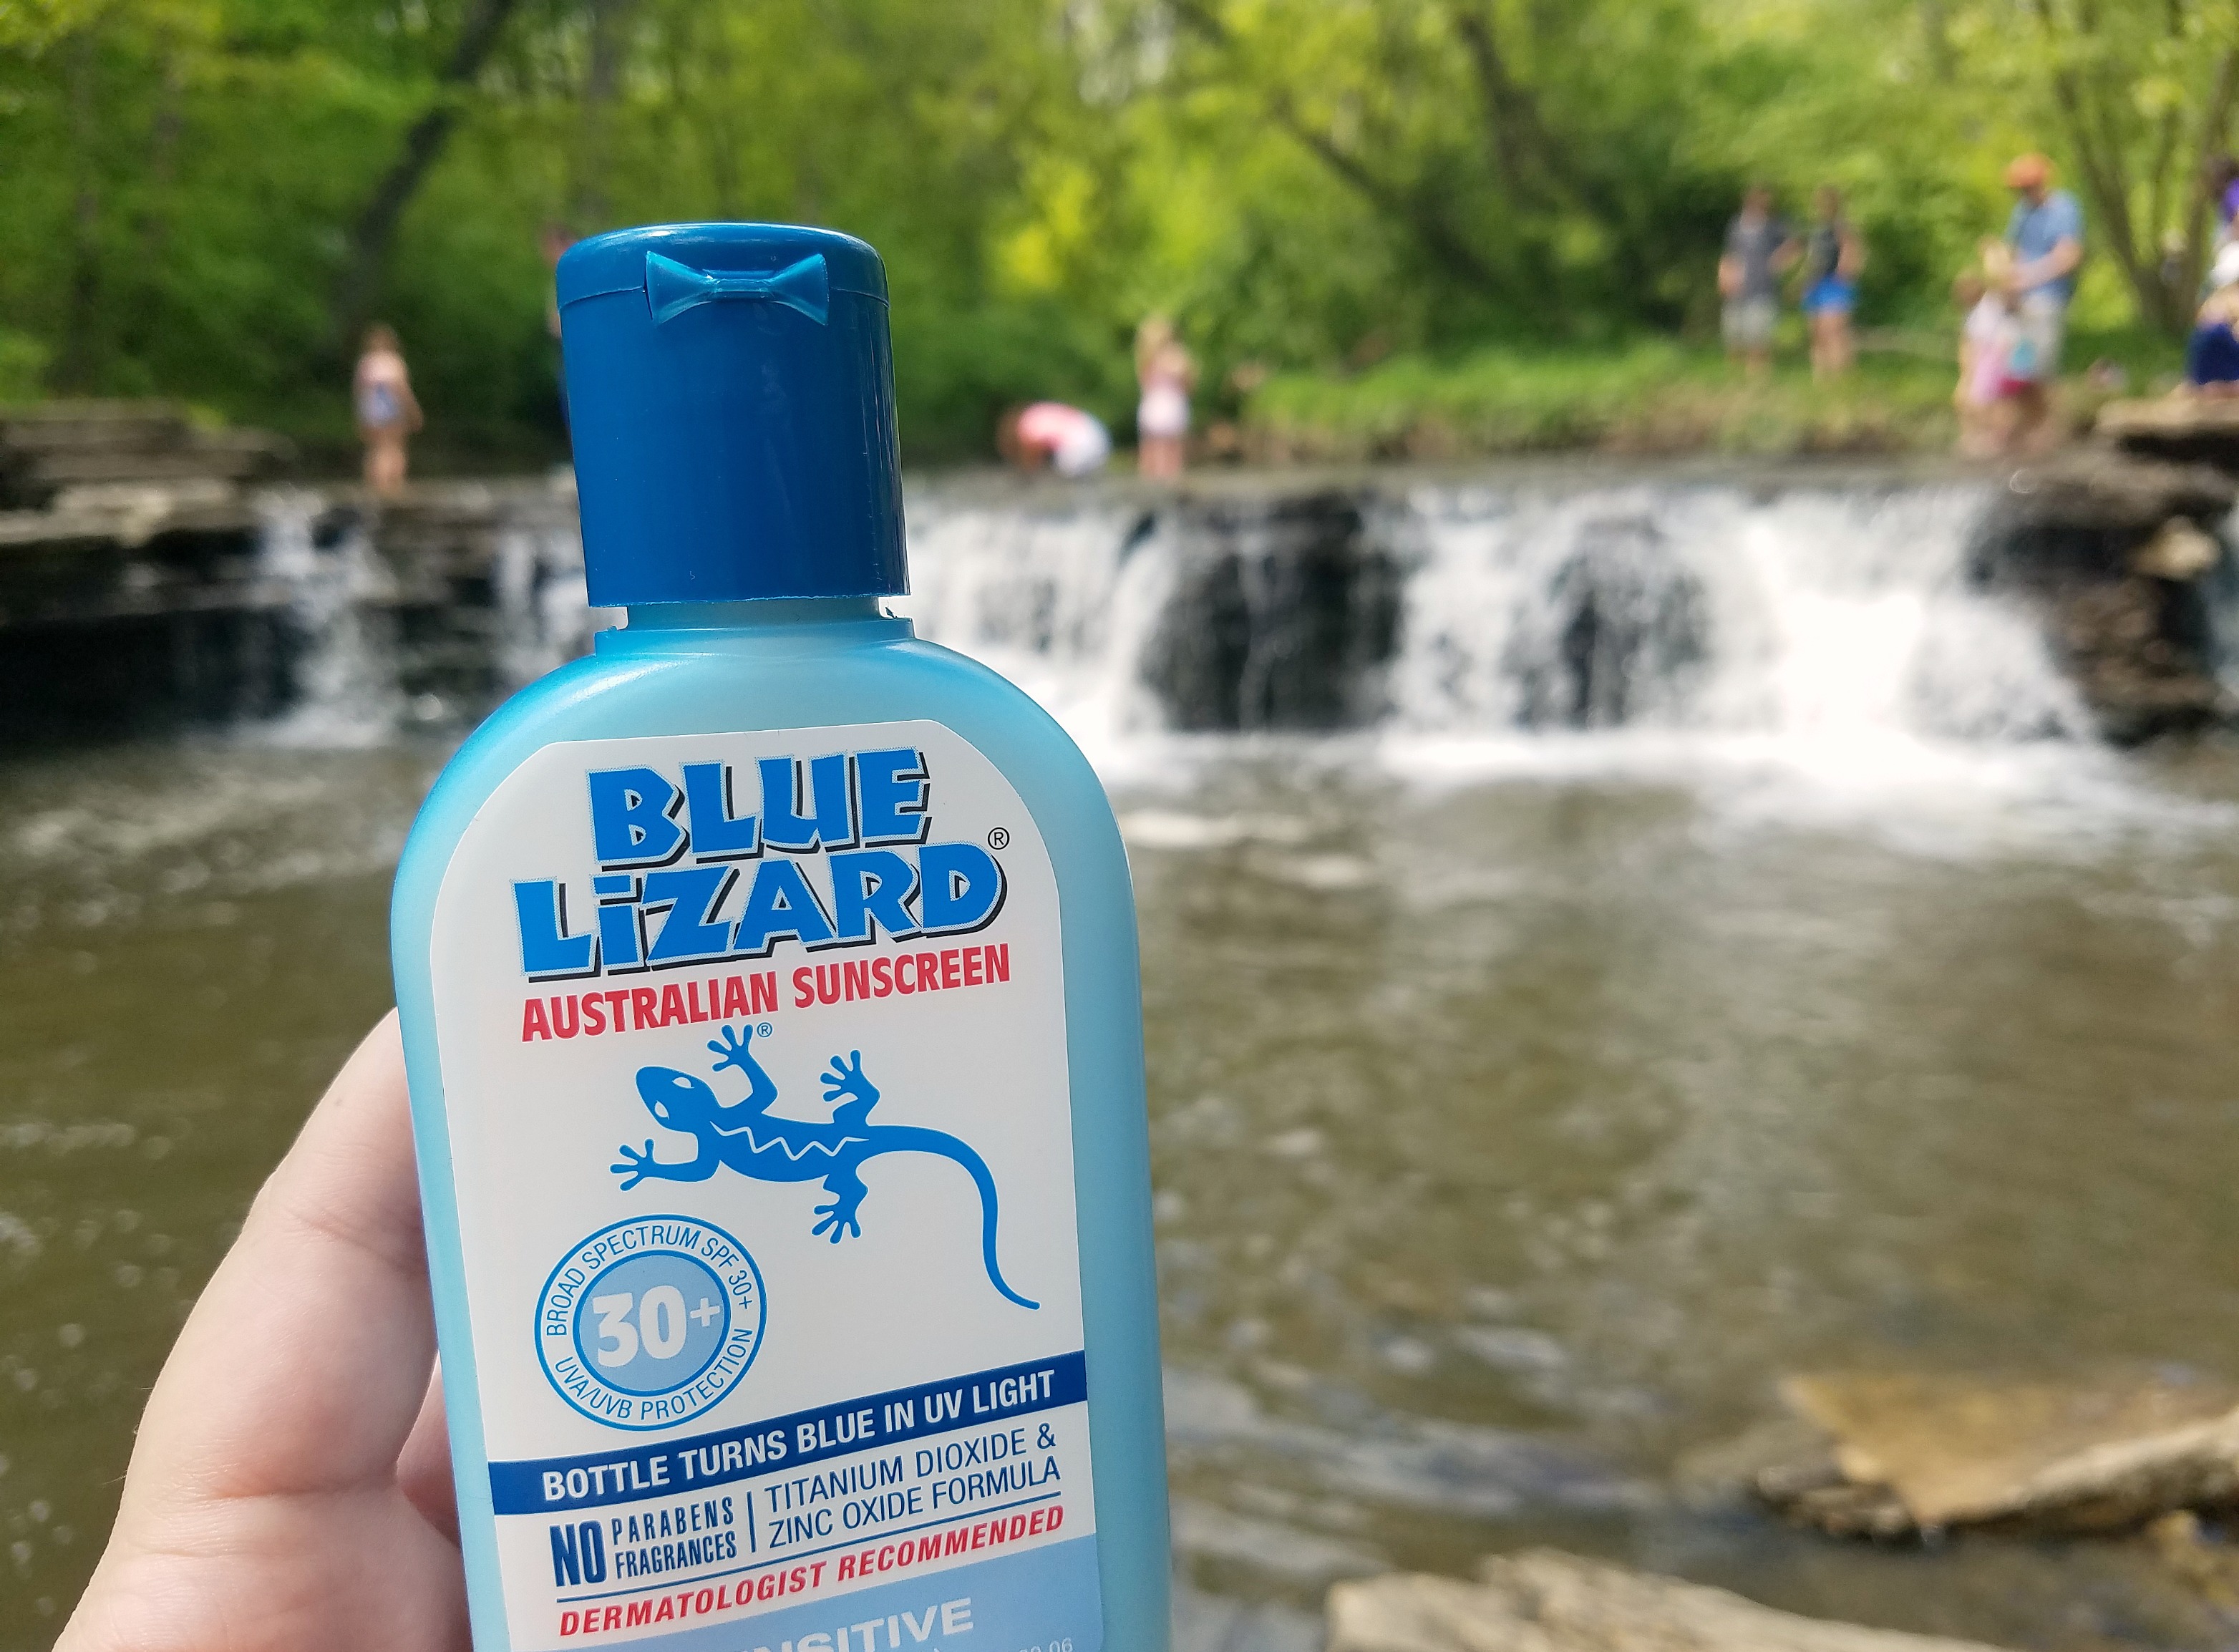 BLUE
LiZARD®
AUSTRALIAN SUNSCREEN
®
BROAD SPECTRUM SPF 30+
30+
UVA/UVB PROTECTION
BOTTLE TURNS BLUE IN UV LIGHT
NO PARABENS FRAGRANCES
TITANIUM DIOXIDE &
ZINC OXIDE FORMULA
DERMATOLOGIST RECOMMENDED